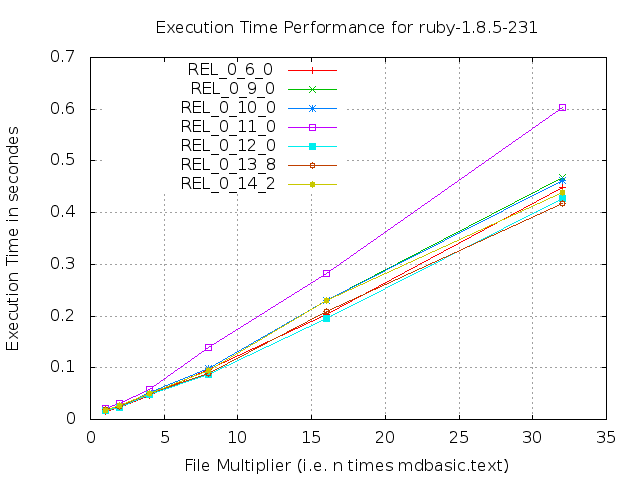 Execution Time Performance for ruby-1.8.5-231
0.7
0.6
0.5
0.4
0.3
0.2
0.1
0
REL_0_6_0
REL_0_9_0
REL_0_10_0
REL_0_11_0
REL_0_12_0
REL_0_13_8
REL_0_14_2
Execution Time in secondes
0 5 10 15 20 25 30 35
File Multiplier (i.e. n times mdbasic.text)